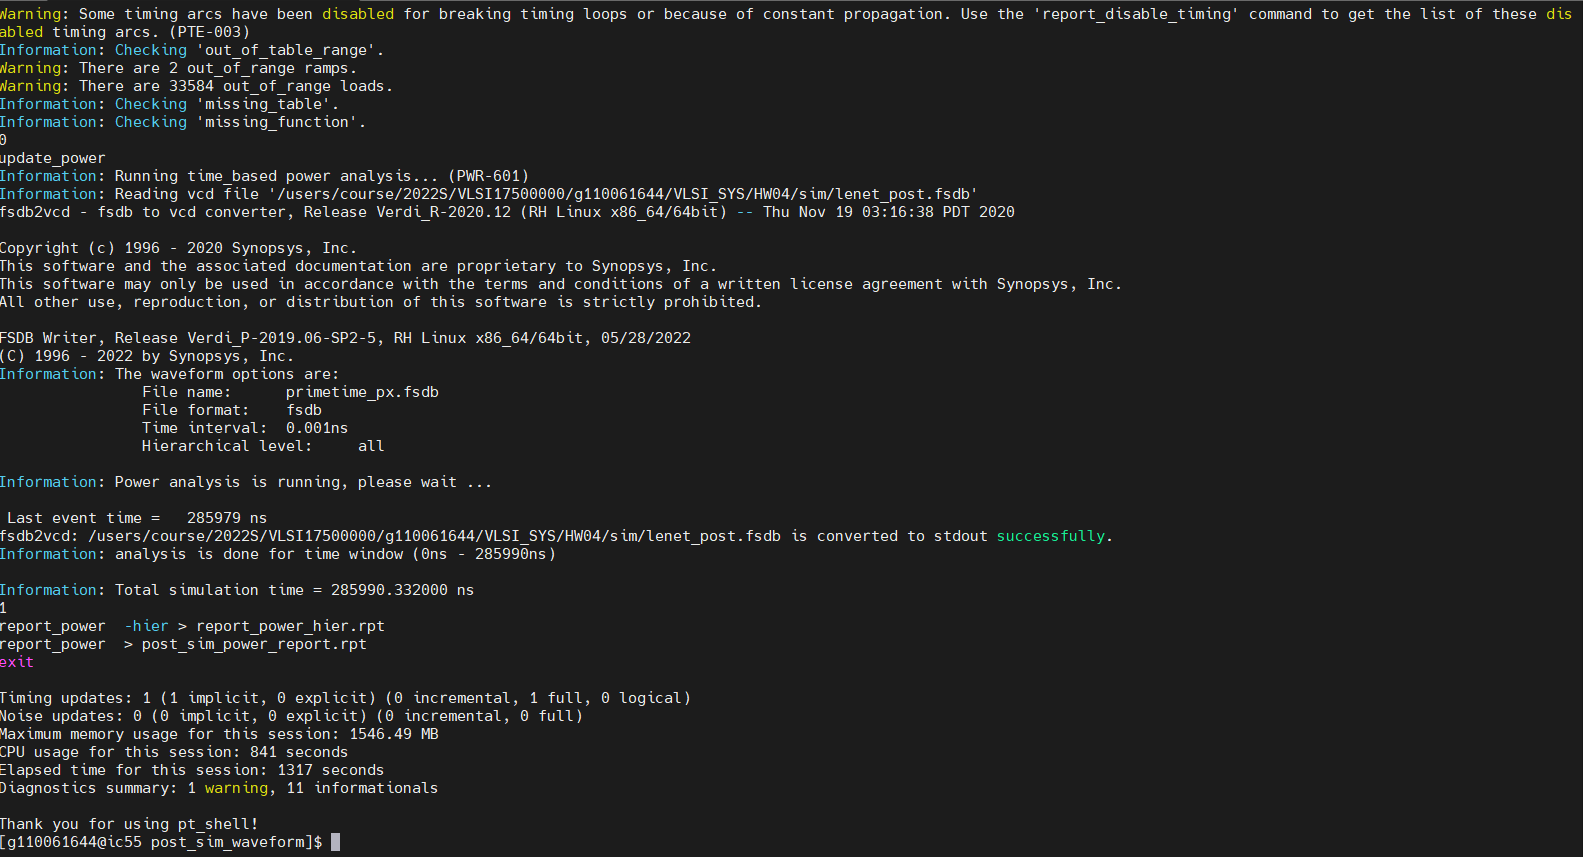 Warning: Some timing arcs have been disabled for breaking timing loops or because of constant propagation. Use the 'report_disable_timing' command to get the list of these dis
abled timing arcs. (PTE-003)
Information: Checking 'out_of_table_range'.
Warning: There are 2 out_of_range ramps.
Warning: There are 33584 out_of_range loads.
Information: Checking 'missing_table'.
Information: Checking 'missing_function'.
0
update_power
Information: Running time_based power analysis... (PWR-601)
Information: Reading vcd file '/users/course/2022S/VLSI17500000/g110061644/VLSI_SYS/HW04/sim/lenet_post.fsdb'
fsdb2vcd - fsdb to vcd converter, Release Verdi_R-2020.12 (RH Linux x86_64/64bit) -- Thu Nov 19 03:16:38 PDT 2020
Copyright (c) 1996 - 2020 Synopsys, Inc.
This software and the associated documentation are proprietary to Synopsys, Inc.
This software may only be used in accordance with the terms and conditions of a written license agreement with Synopsys, Inc.
All other use, reproduction, or distribution of this software is strictly prohibited.
FSDB Writer, Release Verdi_P-2019.06-SP2-5, RH Linux x86_64/64bit, 05/28/2022
(C) 1996 - 2022 by Synopsys, Inc.
Information: The waveform options are:
File name: primetime_px.fsdb
File format: fsdb
Time interval: 0.001ns
Hierarchical level: all
Information: Power analysis is running, please wait ...
Last event time = 285979 ns
fsdb2vcd: /users/course/2022S/VLSI17500000/g110061644/VLSI_SYS/HW04/sim/lenet_post.fsdb is converted to stdout successfully.
Information: analysis is done for time window (0ns - 285990ns)
Information: Total simulation time = 285990.332000 ns
1
report_power -hier > report_power_hier.rpt
report_power > post_sim_power_report.rpt
exit
Timing updates: 1 (1 implicit, 0 explicit) (0 incremental, 1 full, 0 logical)
Noise updates: 0 (0 implicit, 0 explicit) (0 incremental, 0 full)
Maximum memory usage for this session: 1546.49 MB
CPU usage for this session: 841 seconds
Elapsed time for this session: 1317 seconds
Diagnostics summary: 1 warning, 11 informationals
Thank you for using pt_shell!
[g110061644@ic55 post_sim_waveform]$